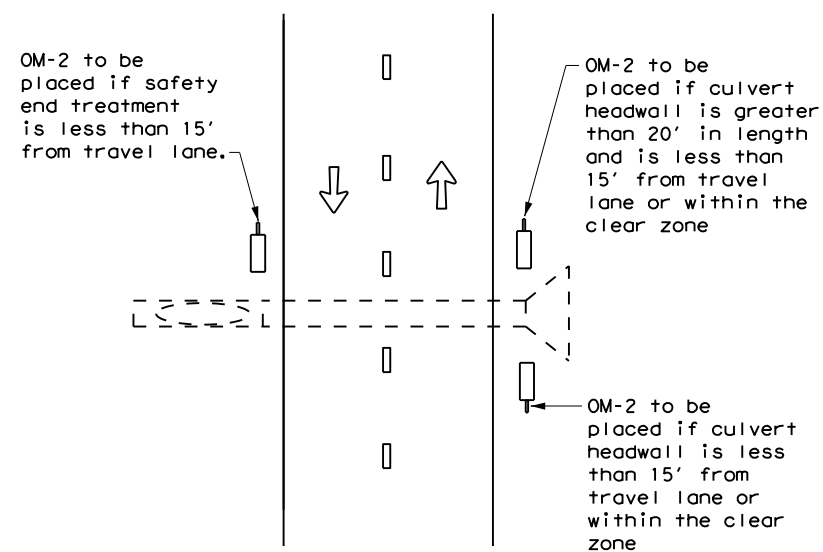 OM-2 to be
placed if safety
end treatment
is less than 15'
from travel lane.
OM-2 to be
placed if culvert
headwall is greater
than 20' in length
and is less than
15' from travel
lane or within the
clear zone
OM-2 to be
placed if culvert
headwall is less
than 15' from
travel lane or
within the clear
zone